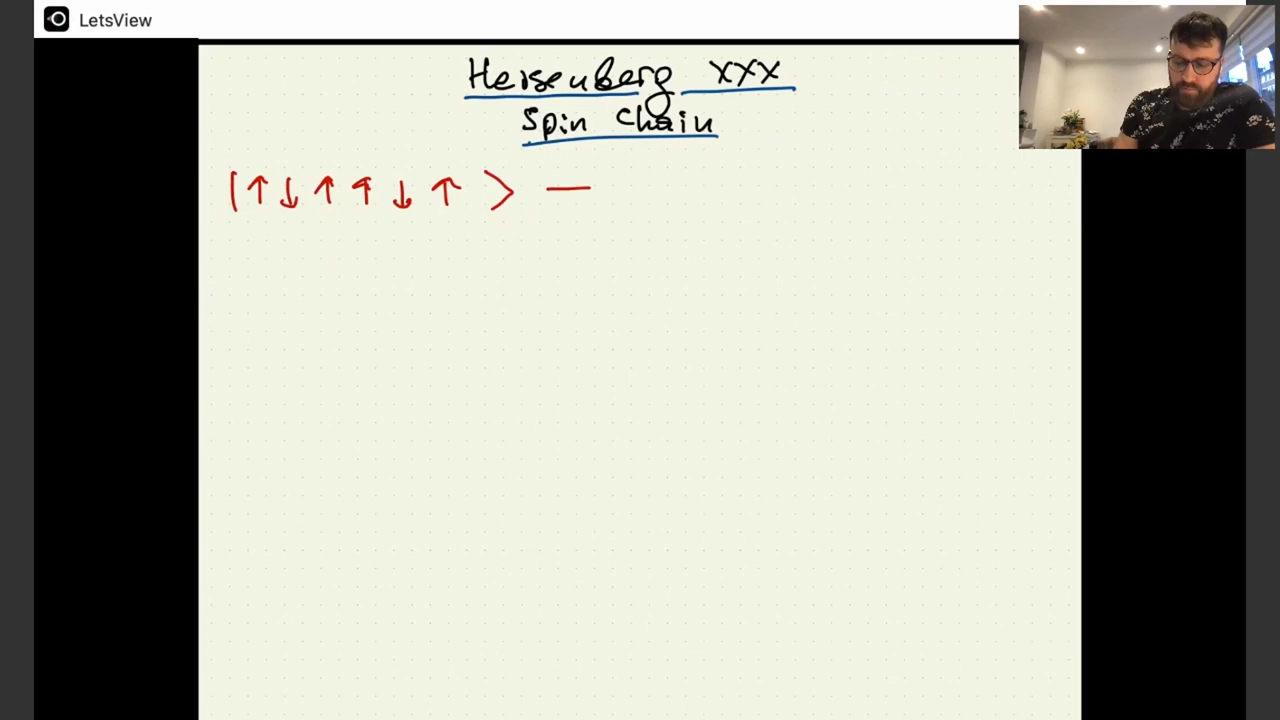 LetsView
Heisenberg XXX
Spin Chain
|↑↓↑↑↓↑> —